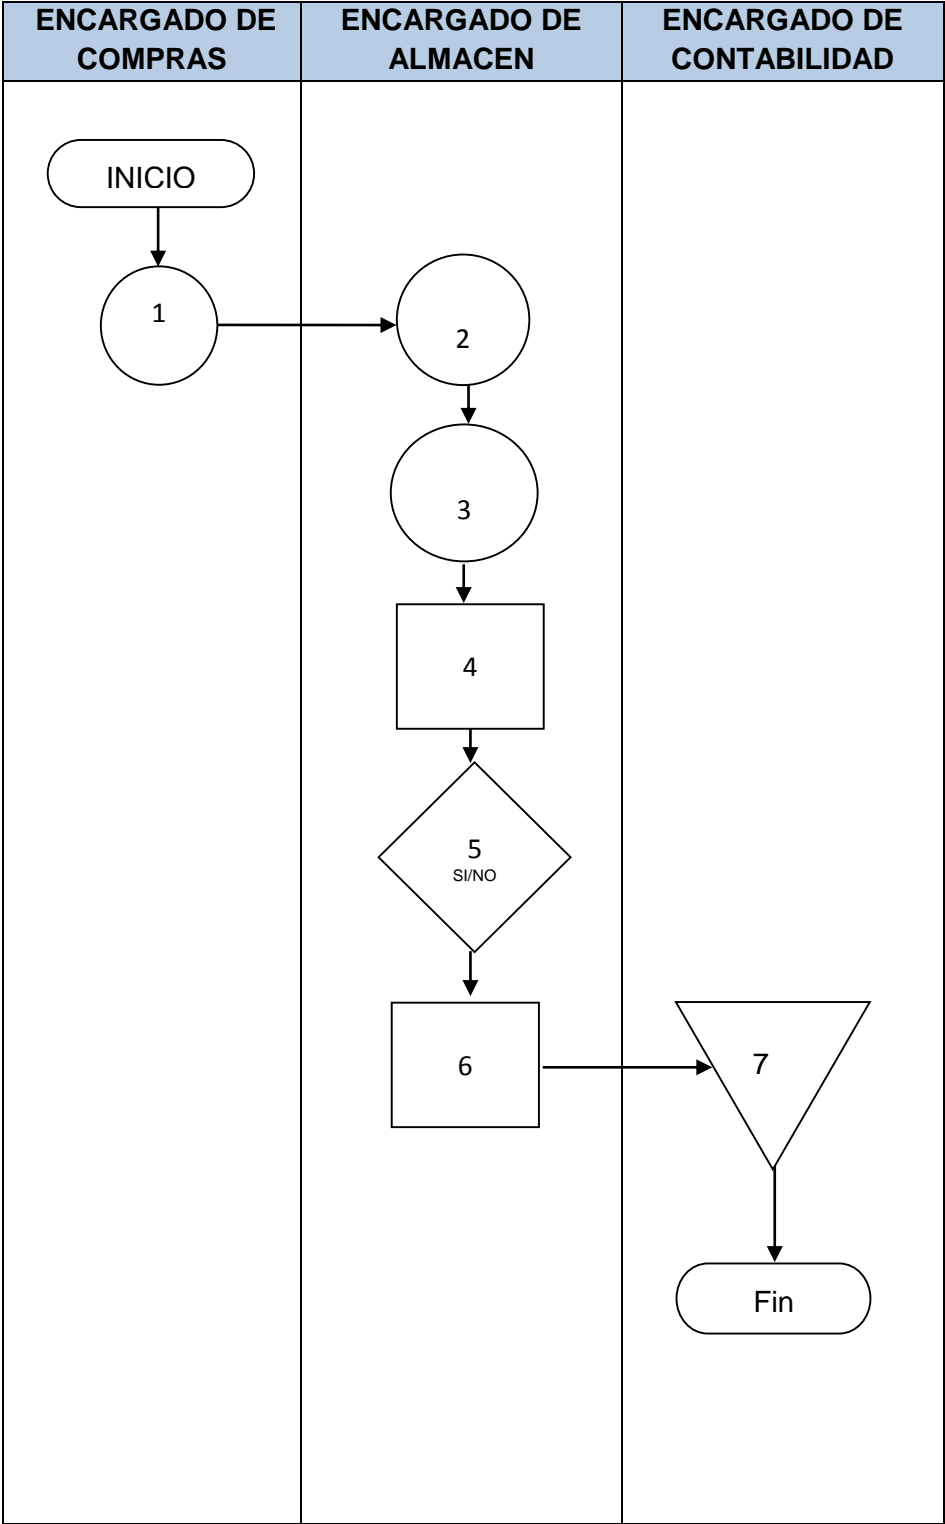 ENCARGADO DE
COMPRAS
ENCARGADO DE
ALMACEN
ENCARGADO DE
CONTABILIDAD
INICIO
1
2
3
4
5
SI/NO
6
7
Fin